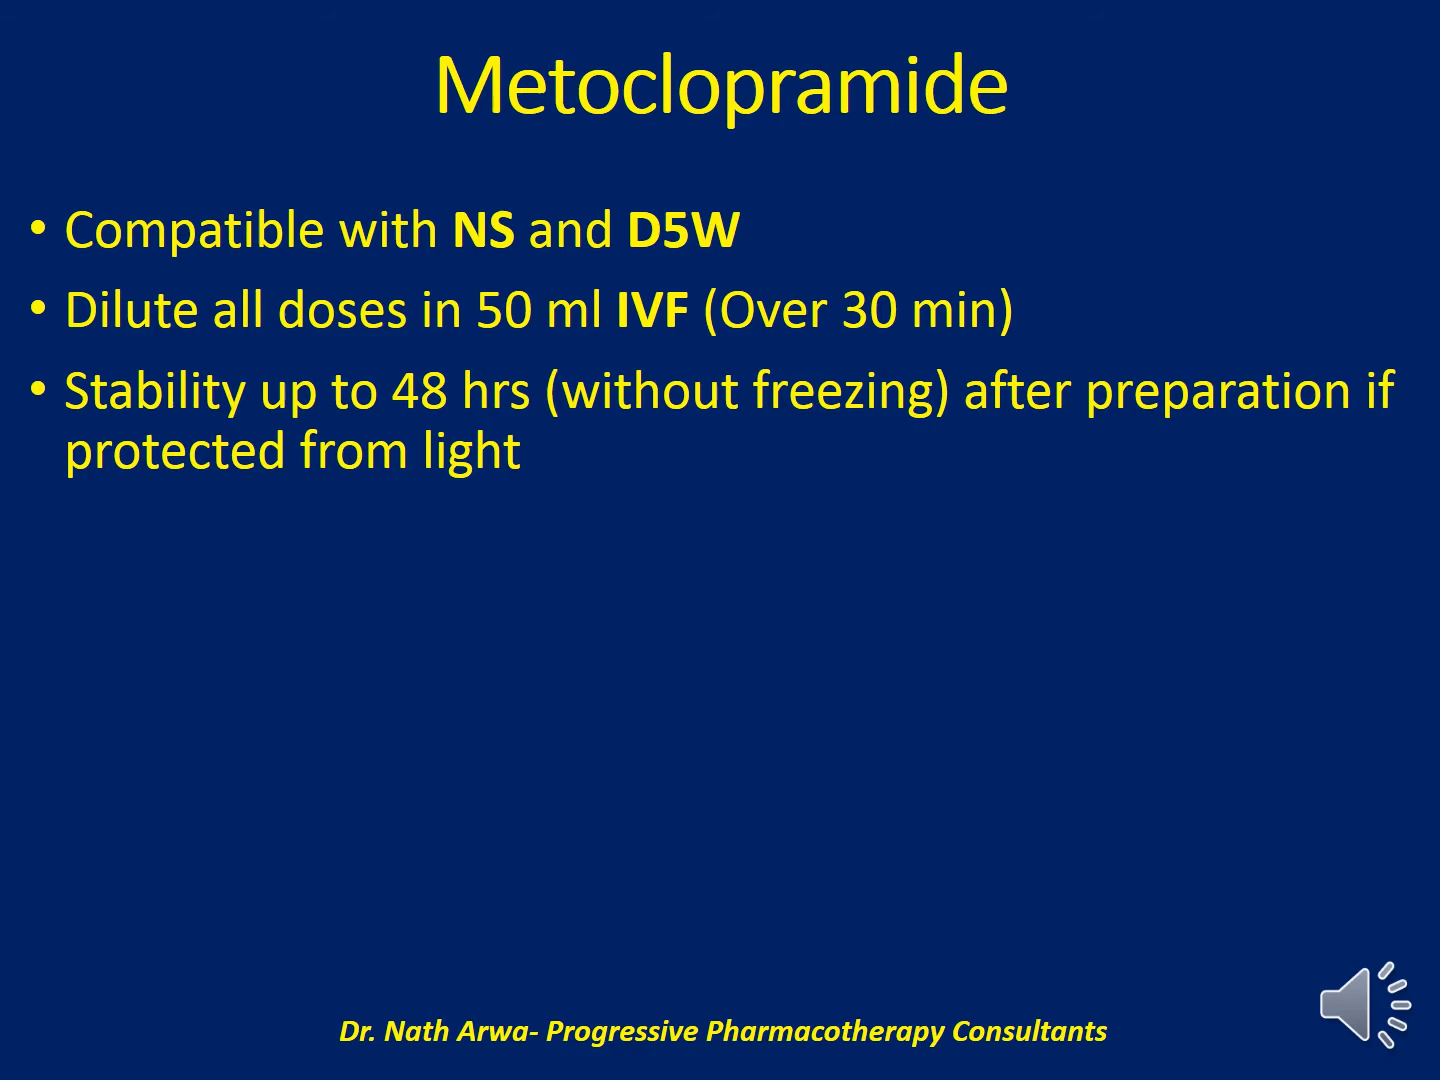 Metoclopramide
• Compatible with NS and D5W
• Dilute all doses in 50 ml IVF (Over 30 min)
• Stability up to 48 hrs (without freezing) after preparation if
protected from light
Dr. Nath Arwa- Progressive Pharmacotherapy Consultants